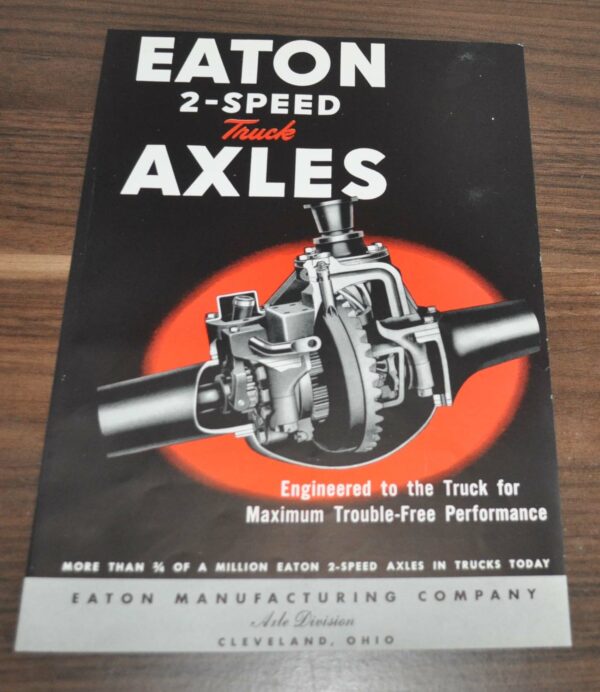 EATON
2-SPEED
Truck
AXLES
Engineered to the Truck for
Maximum Trouble-Free Performance
MORE THAN ¾ OF A MILLION EATON 2-SPEED AXLES IN TRUCKS TODAY
EATON MANUFACTURING COMPANY
Axle Division
CLEVELAND, OHIO